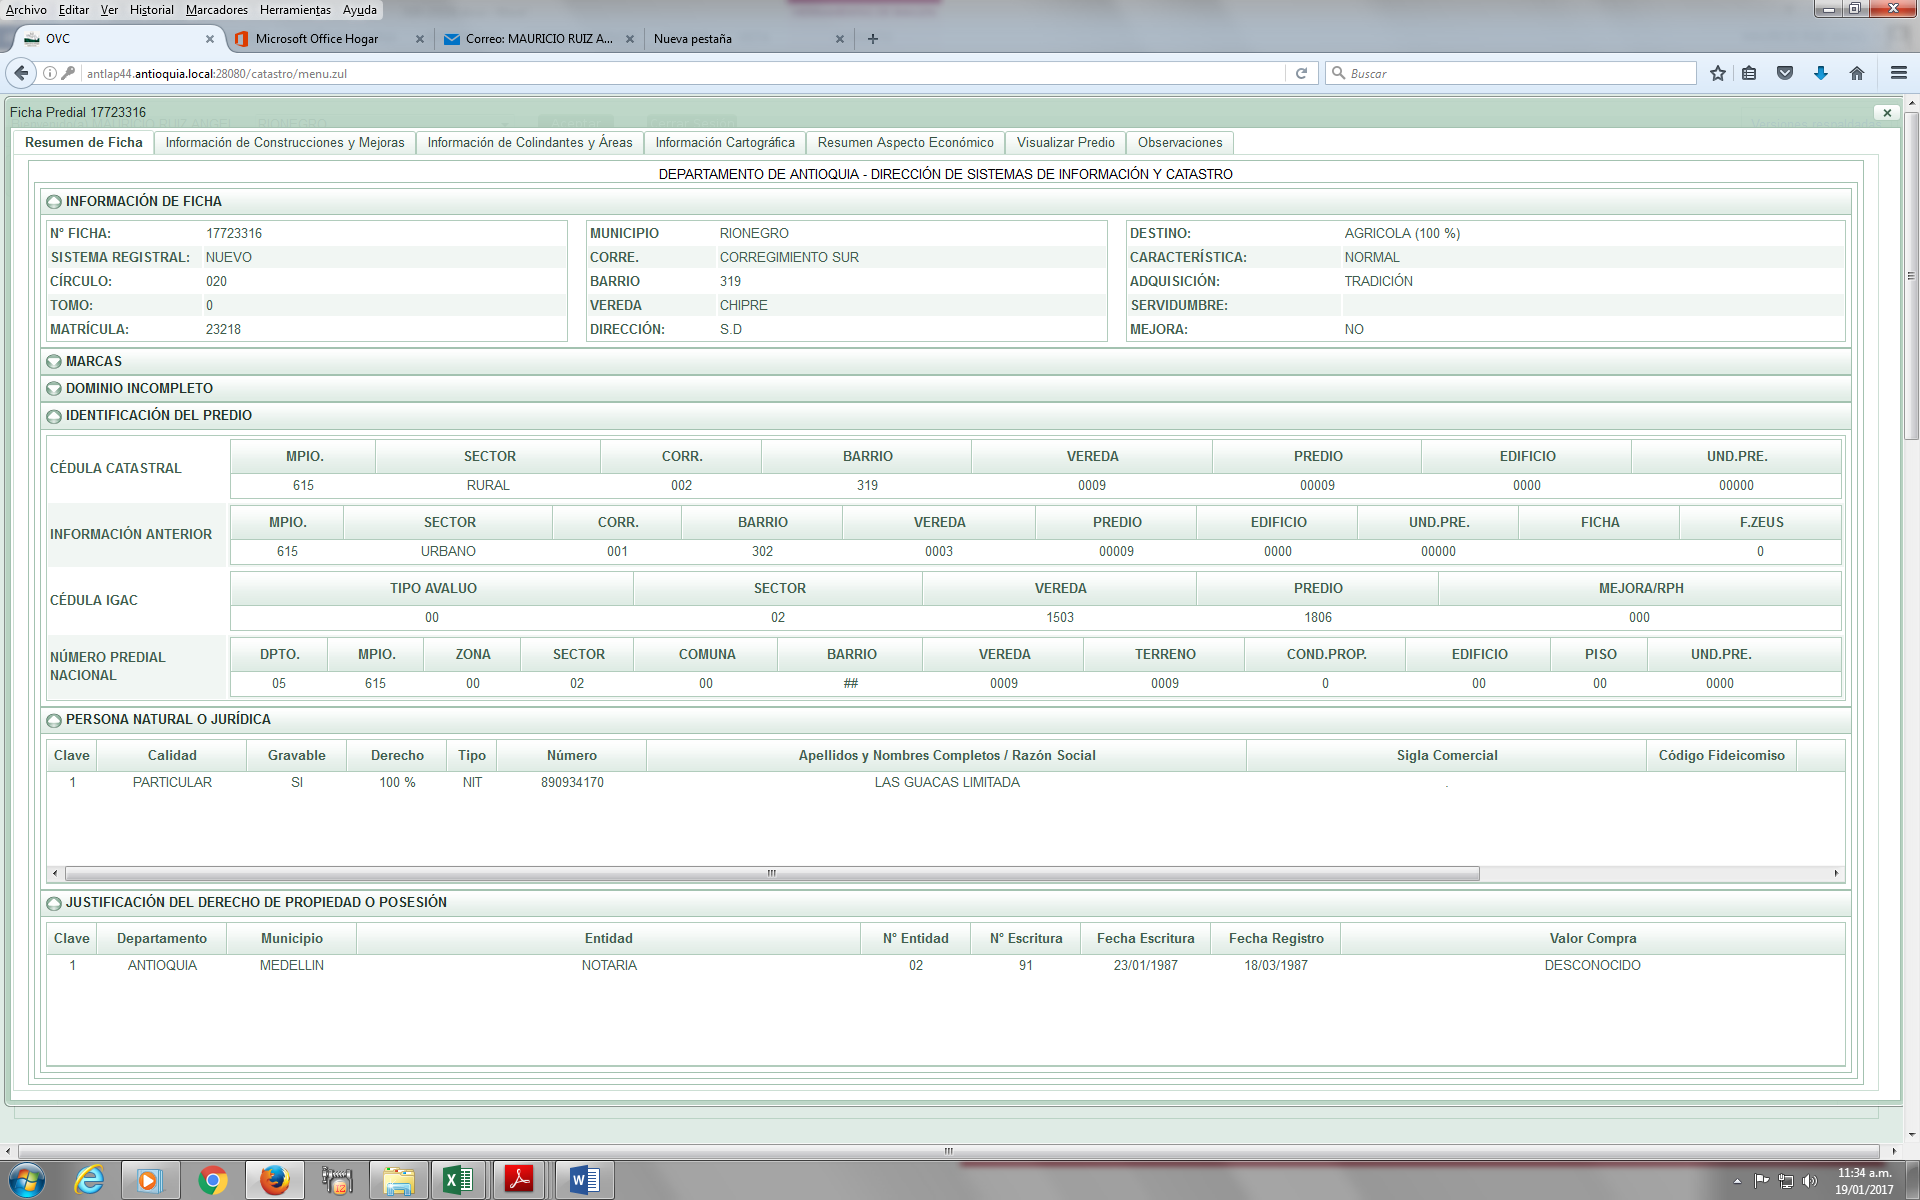 Archivo Editar Ver Historial Marcadores Herramientas Ayuda
OVC Microsoft Office Hogar Correo: MAURICIO RUIZ A... Nueva pestaña
antlap44.antioquia.local:28080/catastro/menu.zul Buscar
Ficha Predial 17723316
Resumen de Ficha Información de Construcciones y Mejoras Información de Colindantes y Áreas Información Cartográfica Resumen Aspecto Económico Visualizar Predio Observaciones
DEPARTAMENTO DE ANTIOQUIA - DIRECCIÓN DE SISTEMAS DE INFORMACIÓN Y CATASTRO
INFORMACIÓN DE FICHA
N° FICHA: 17723316 MUNICIPIO RIONEGRO DESTINO: AGRICOLA (100 %)
SISTEMA REGISTRAL: NUEVO CORRE. CORREGIMIENTO SUR CARACTERÍSTICA: NORMAL
CÍRCULO: 020 BARRIO 319 ADQUISICIÓN: TRADICIÓN
TOMO: 0 VEREDA CHIPRE SERVIDUMBRE:
MATRÍCULA: 23218 DIRECCIÓN: S.D MEJORA: NO
MARCAS
DOMINIO INCOMPLETO
IDENTIFICACIÓN DEL PREDIO
CÉDULA CATASTRAL
MPIO. SECTOR CORR. BARRIO VEREDA PREDIO EDIFICIO UND.PRE.
615 RURAL 002 319 0009 00009 0000 00000
INFORMACIÓN ANTERIOR
MPIO. SECTOR CORR. BARRIO VEREDA PREDIO EDIFICIO UND.PRE. FICHA F.ZEUS
615 URBANO 001 302 0003 00009 0000 00000 0
CÉDULA IGAC
TIPO AVALUO SECTOR VEREDA PREDIO MEJORA/RPH
00 02 1503 1806 000
NÚMERO PREDIAL
NACIONAL
DPTO. MPIO. ZONA SECTOR COMUNA BARRIO VEREDA TERRENO COND.PROP. EDIFICIO PISO UND.PRE.
05 615 00 02 00 ## 0009 0009 0 00 00 0000
PERSONA NATURAL O JURÍDICA
Clave Calidad Gravable Derecho Tipo Número Apellidos y Nombres Completos / Razón Social Sigla Comercial Código Fideicomiso
1 PARTICULAR SI 100 % NIT 890934170 LAS GUACAS LIMITADA .
JUSTIFICACIÓN DEL DERECHO DE PROPIEDAD O POSESIÓN
Clave Departamento Municipio Entidad N° Entidad N° Escritura Fecha Escritura Fecha Registro Valor Compra
1 ANTIOQUIA MEDELLIN NOTARIA 02 91 23/01/1987 18/03/1987 DESCONOCIDO
11:34 a.m.
19/01/2017